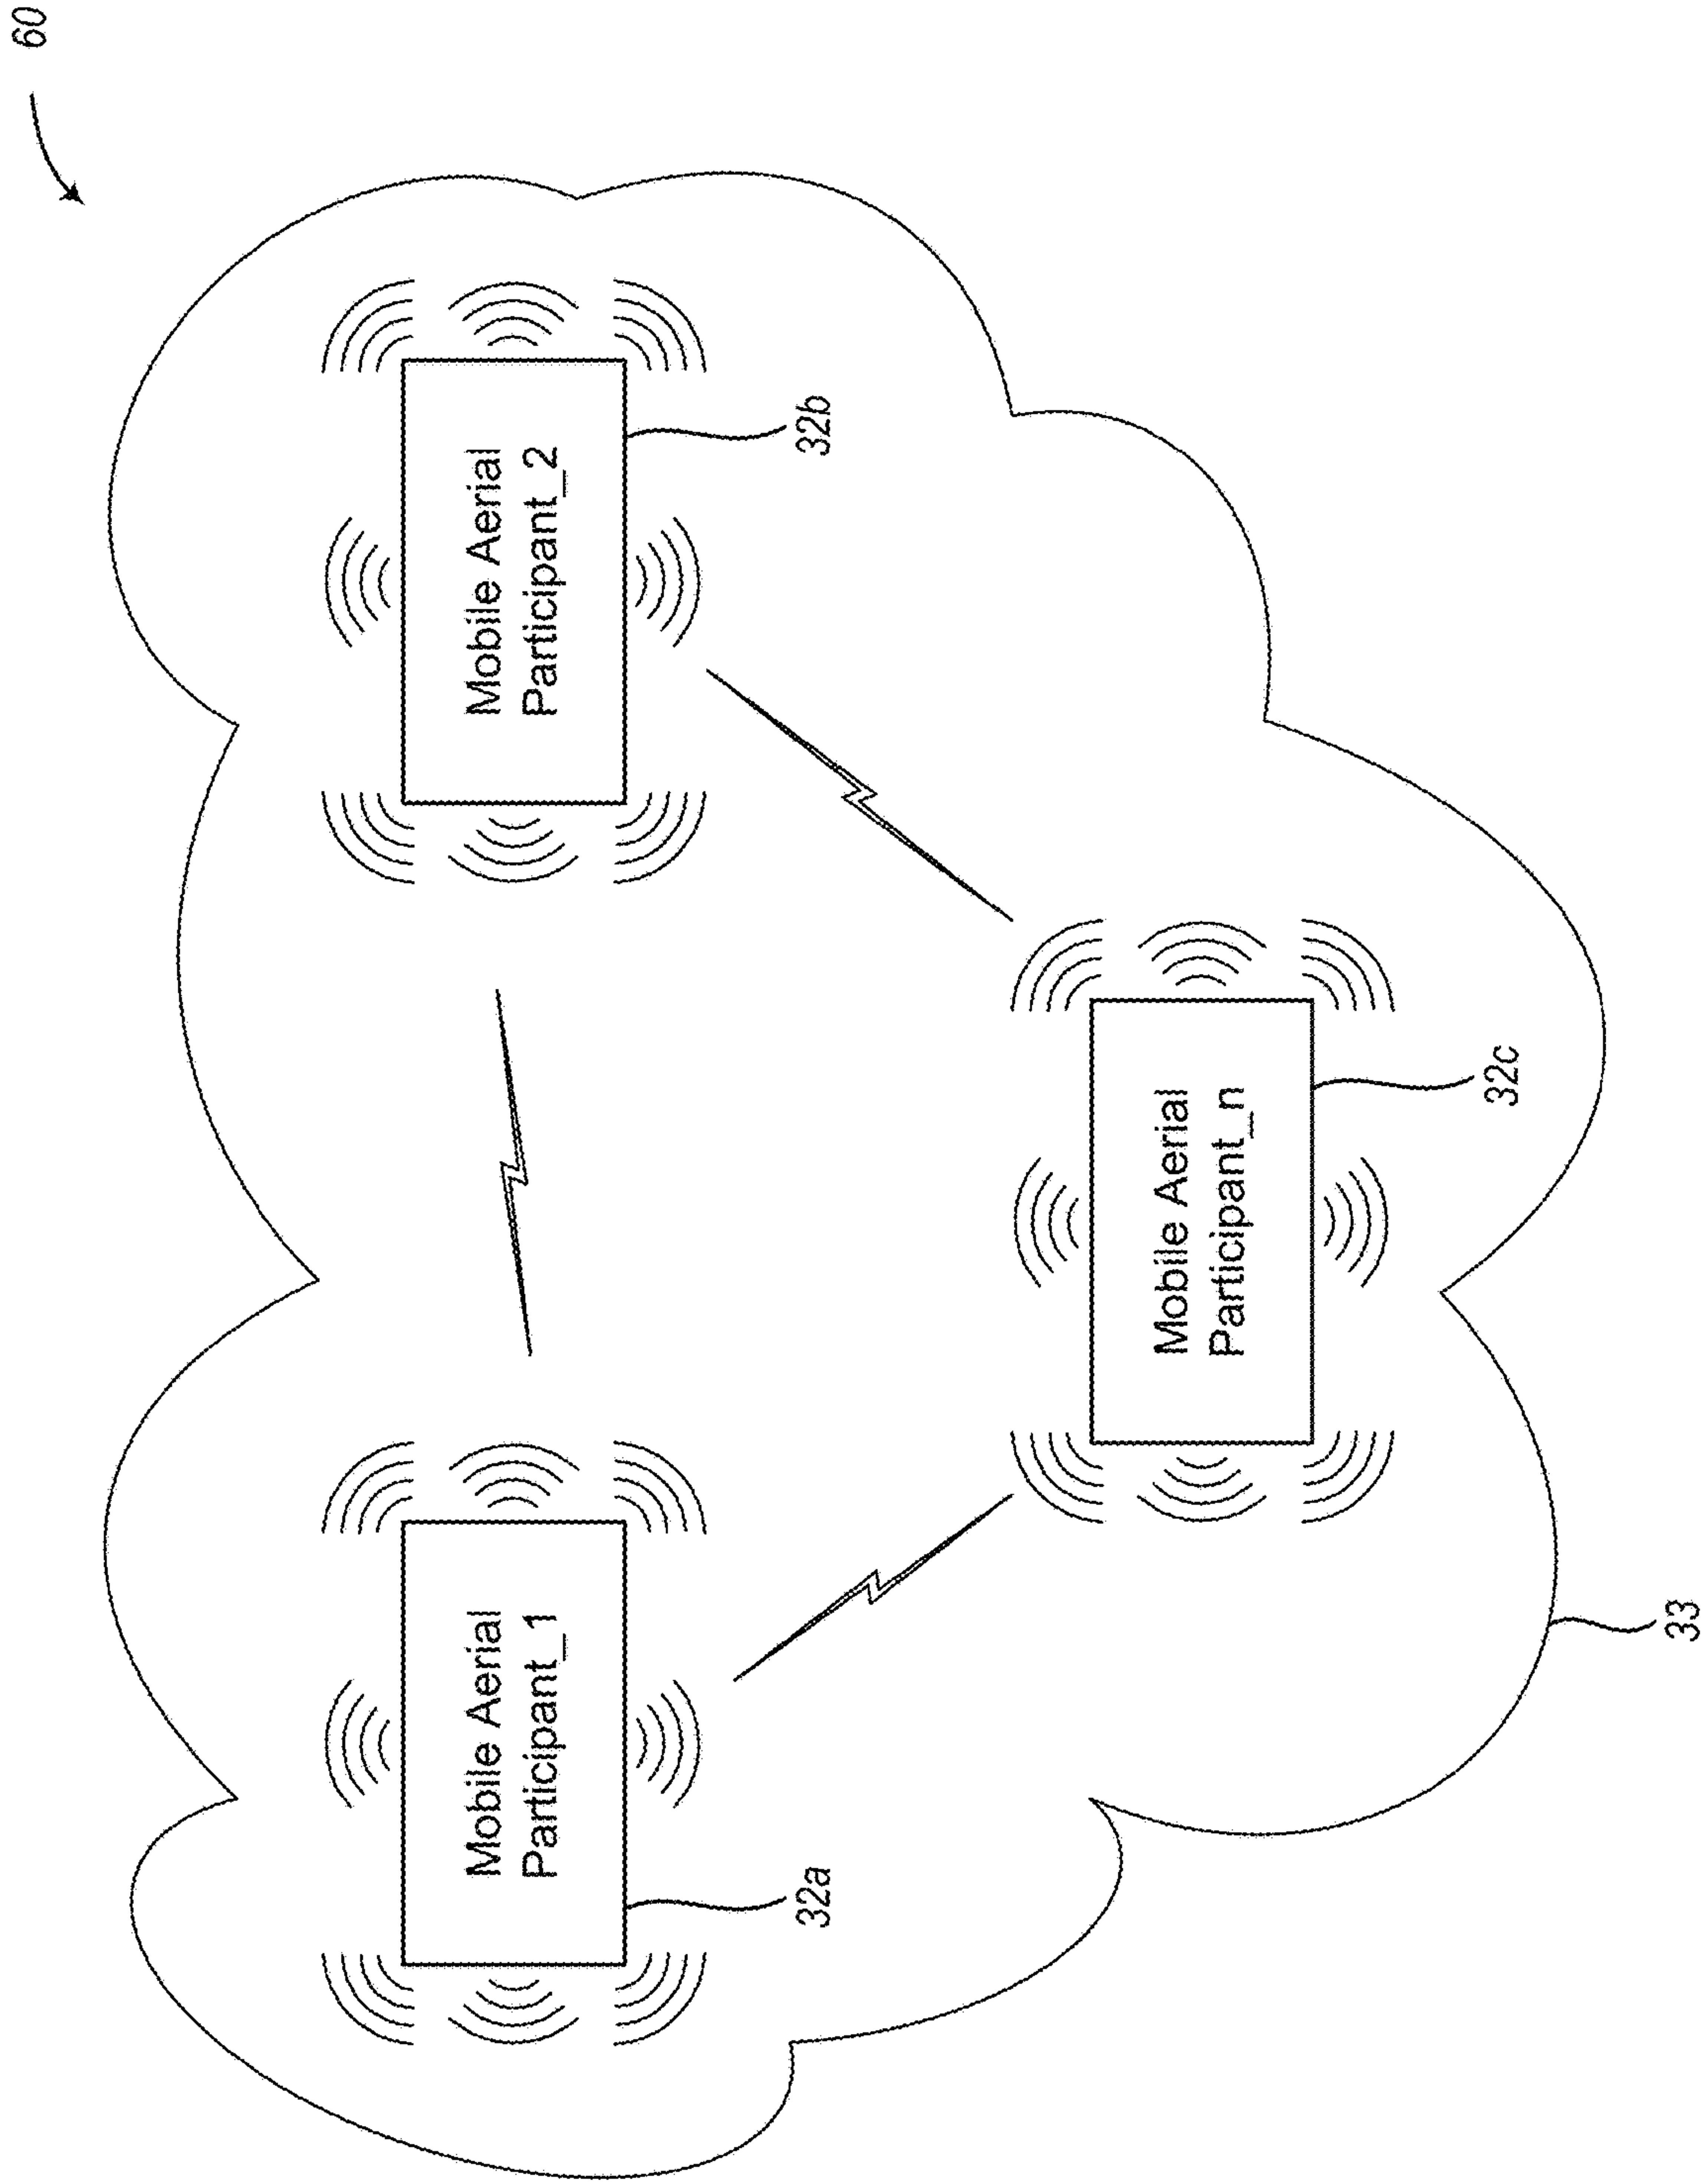 60
Mobile Aerial
Participant_1
32a
Mobile Aerial
Participant_2
32b
Mobile Aerial
Participant_n
32c
33